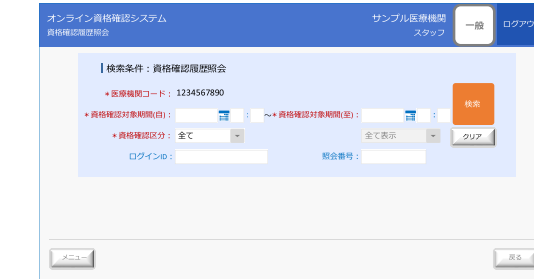 オンライン資格確認システム
資格確認履歴照会
サンプル医療機関
スタッフ
一般
ログアウ
検索条件：資格確認履歴照会
＊医療機関コード： 1234567890
＊資格確認対象期間(自)： ： ～＊資格確認対象期間(至)： ：
検索
＊資格確認区分： 全て 全て表示
クリア
ログインID： 照会番号：
メニュー
戻る